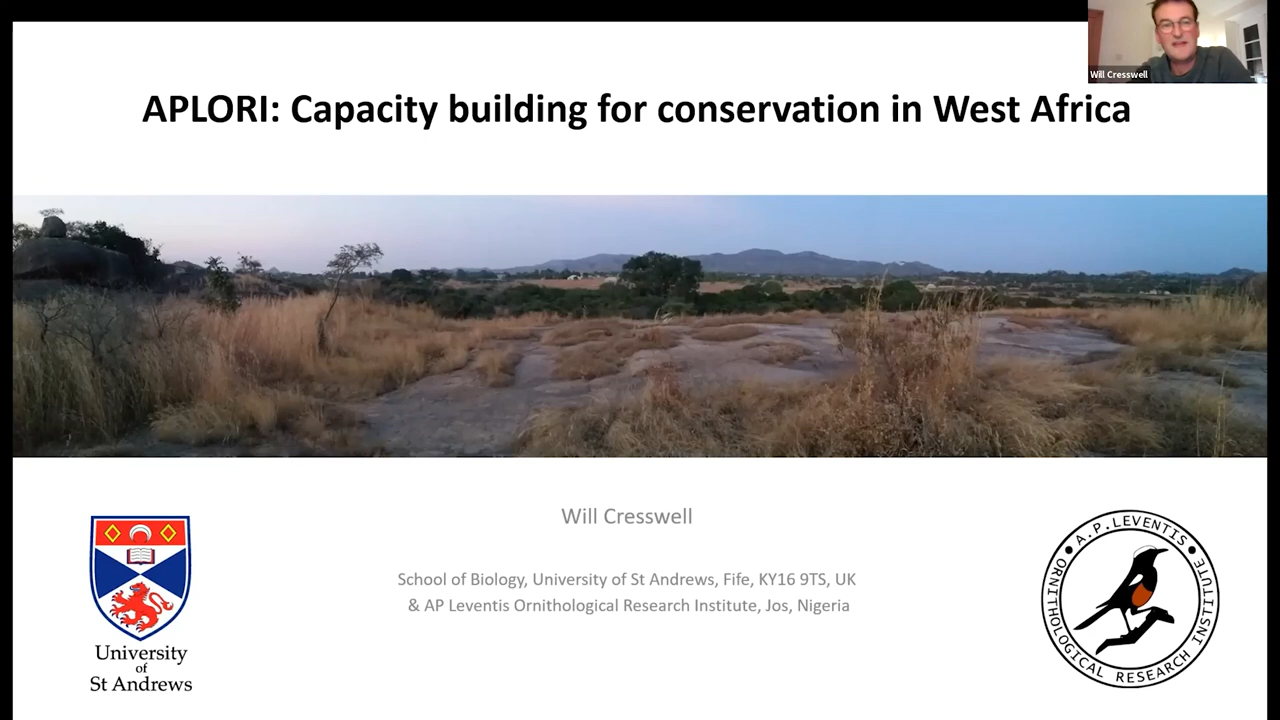 Will Cresswell
APLORI: Capacity building for conservation in West Africa
Will Cresswell
School of Biology, University of St Andrews, Fife, KY16 9TS, UK
& AP Leventis Ornithological Research Institute, Jos, Nigeria
University
of
St Andrews
A.P.LEVENTIS
ORNITHOLOGICAL RESEARCH INSTITUTE